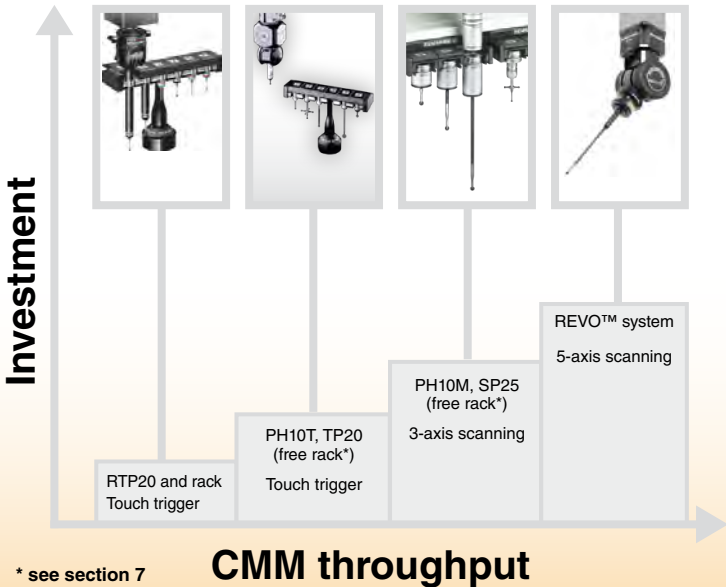 Investment
RTP20 and rack
Touch trigger
PH10T, TP20
(free rack*)
Touch trigger
PH10M, SP25
(free rack*)
3-axis scanning
REVO™ system
5-axis scanning
* see section 7
CMM throughput